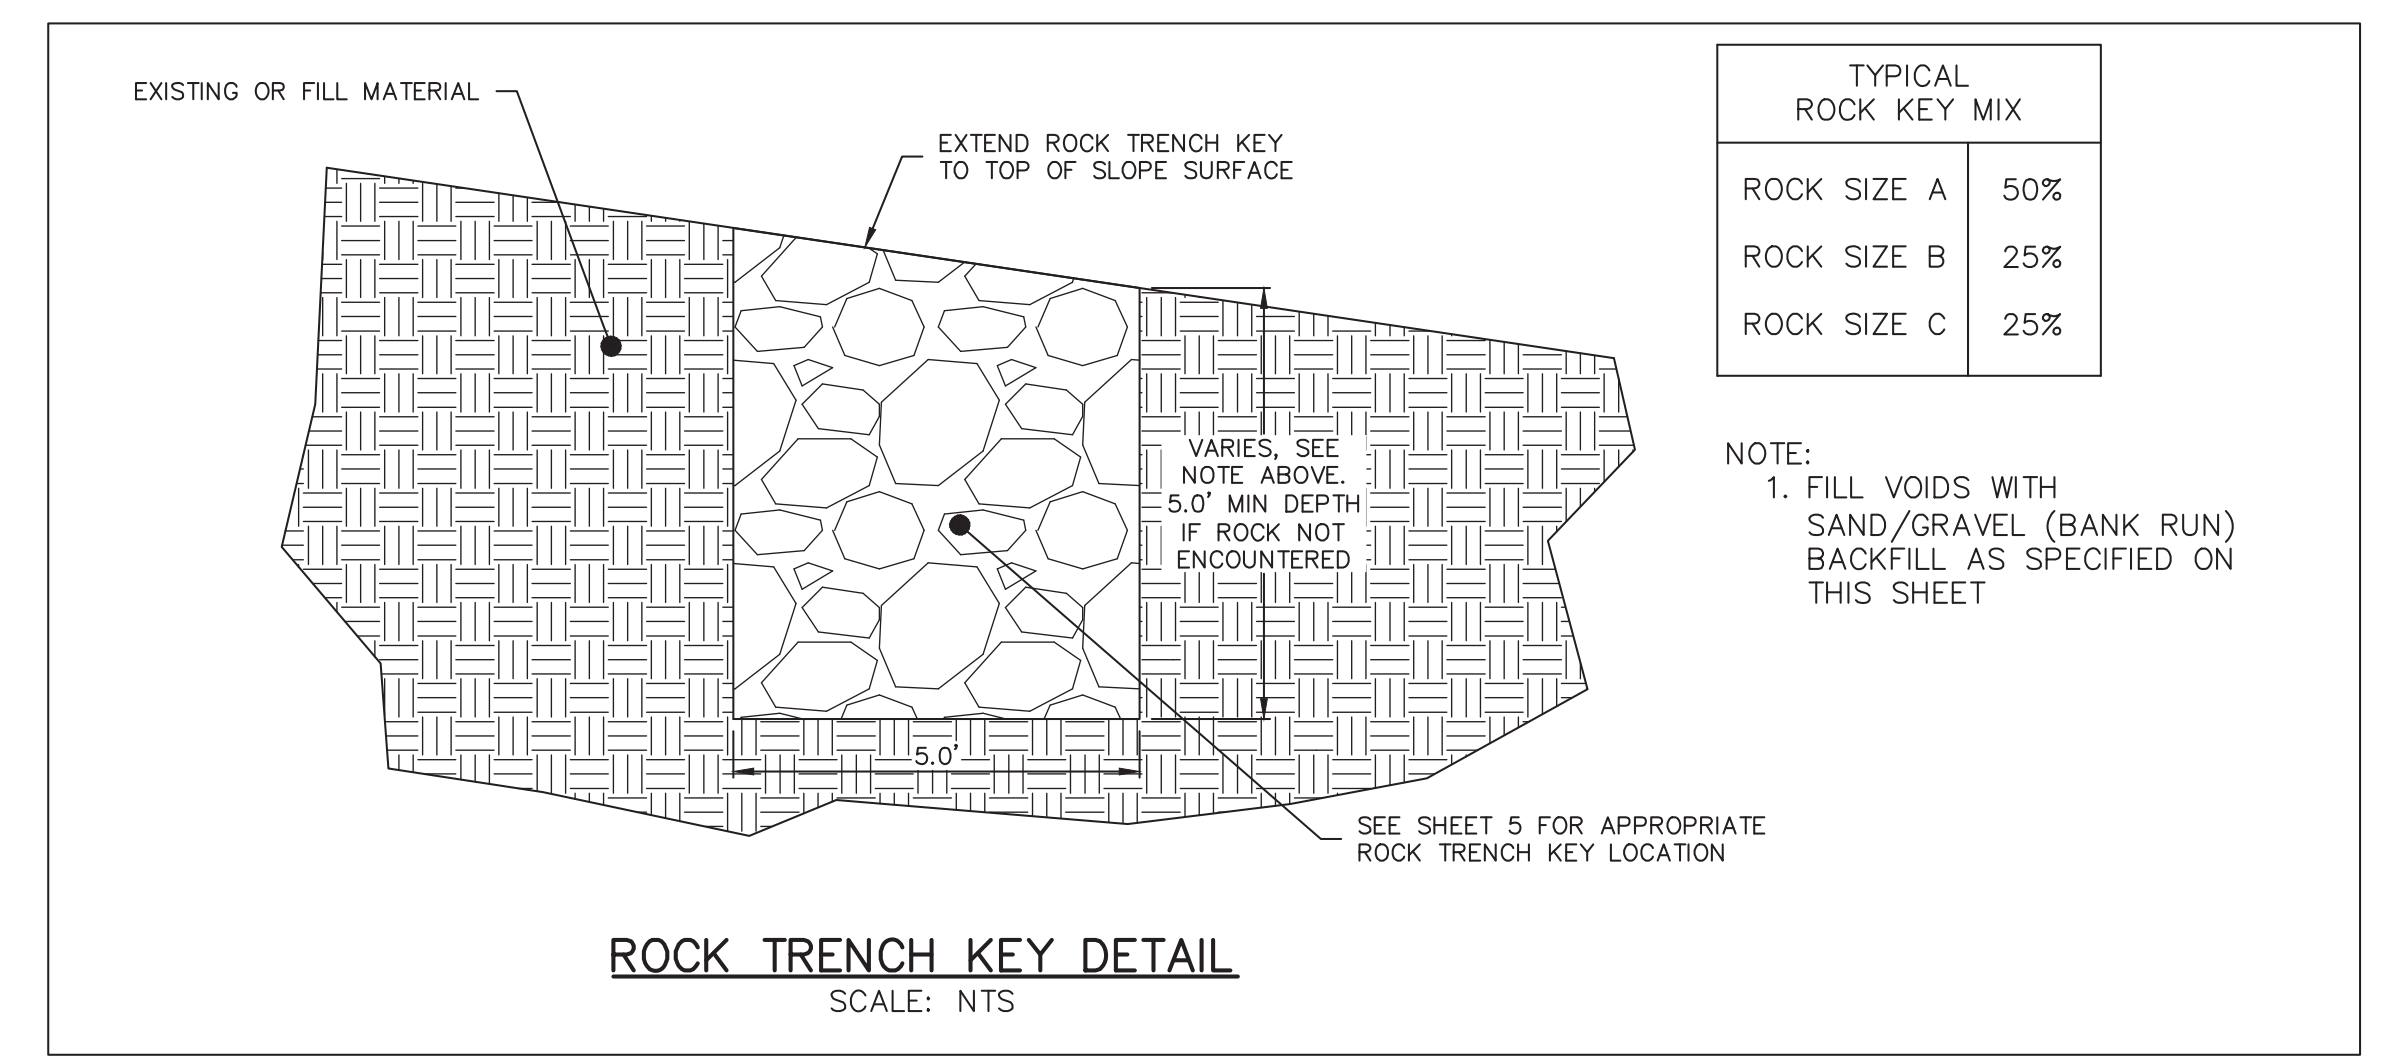 EXISTING OR FILL MATERIAL
EXTEND ROCK TRENCH KEY
TO TOP OF SLOPE SURFACE
VARIES, SEE
NOTE ABOVE.
5.0' MIN DEPTH
IF ROCK NOT
ENCOUNTERED
5.0'
SEE SHEET 5 FOR APPROPRIATE
ROCK TRENCH KEY LOCATION
TYPICAL
ROCK KEY MIX
ROCK SIZE A 50%
ROCK SIZE B 25%
ROCK SIZE C 25%
NOTE:
1. FILL VOIDS WITH
SAND/GRAVEL (BANK RUN)
BACKFILL AS SPECIFIED ON
THIS SHEET
ROCK TRENCH KEY DETAIL
SCALE: NTS